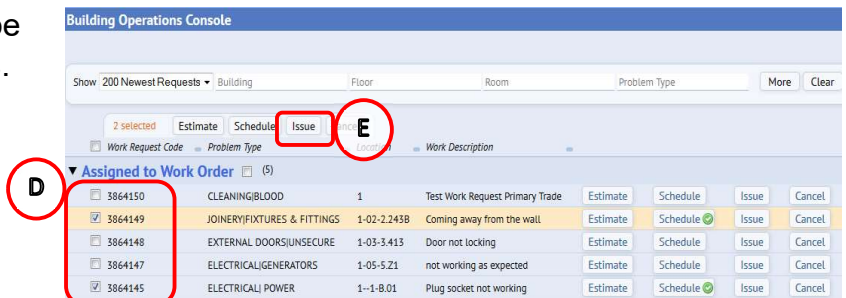 be
.
Building Operations Console
Show 200 Newest Requests Building Floor Room Problem Type More Clear
2 selected Estimate Schedule Issue E
Work Request Code Problem Type Location Work Description
Assigned to Work Order (5)
D
3864150 CLEANING|BLOOD 1 Test Work Request Primary Trade Estimate Schedule Issue Cancel
3864149 JOINERY|FIXTURES & FITTINGS 1-02-2.243B Coming away from the wall Estimate Schedule Issue Cancel
3864148 EXTERNAL DOORS|UNSECURE 1-03-3.413 Door not locking Estimate Schedule Issue Cancel
3864147 ELECTRICAL|GENERATORS 1-05-5.Z1 not working as expected Estimate Schedule Issue Cancel
3864145 ELECTRICAL| POWER 1--1-B.01 Plug socket not working Estimate Schedule Issue Cancel